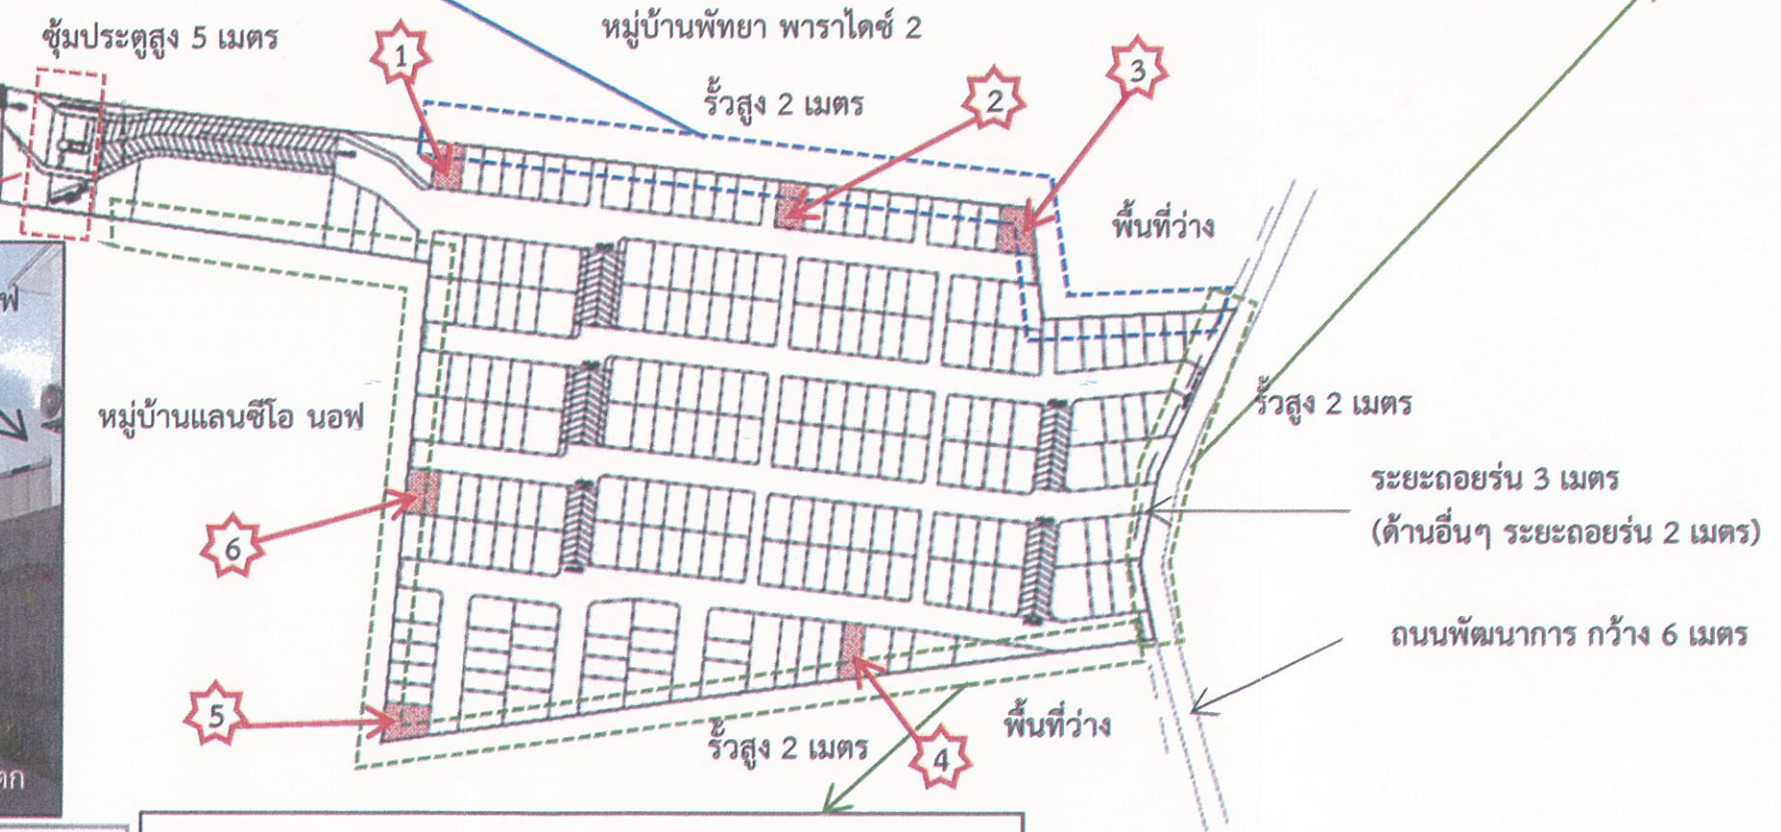 หมู่บ้านพัทยา พาราไดซ์ 2
ซุ้มประตูสูง 5 เมตร
1
3
รั้วสูง 2 เมตร
2
พื้นที่ว่าง
ฟ
หมู่บ้านแลนซีโอ นอฟ
รั้วสูง 2 เมตร
ระยะถอยร่น 3 เมตร
(ด้านอื่นๆ ระยะถอยร่น 2 เมตร)
6
ถนนพัฒนาการ กว้าง 6 เมตร
5
พื้นที่ว่าง
รั้วสูง 2 เมตร
4
ตก